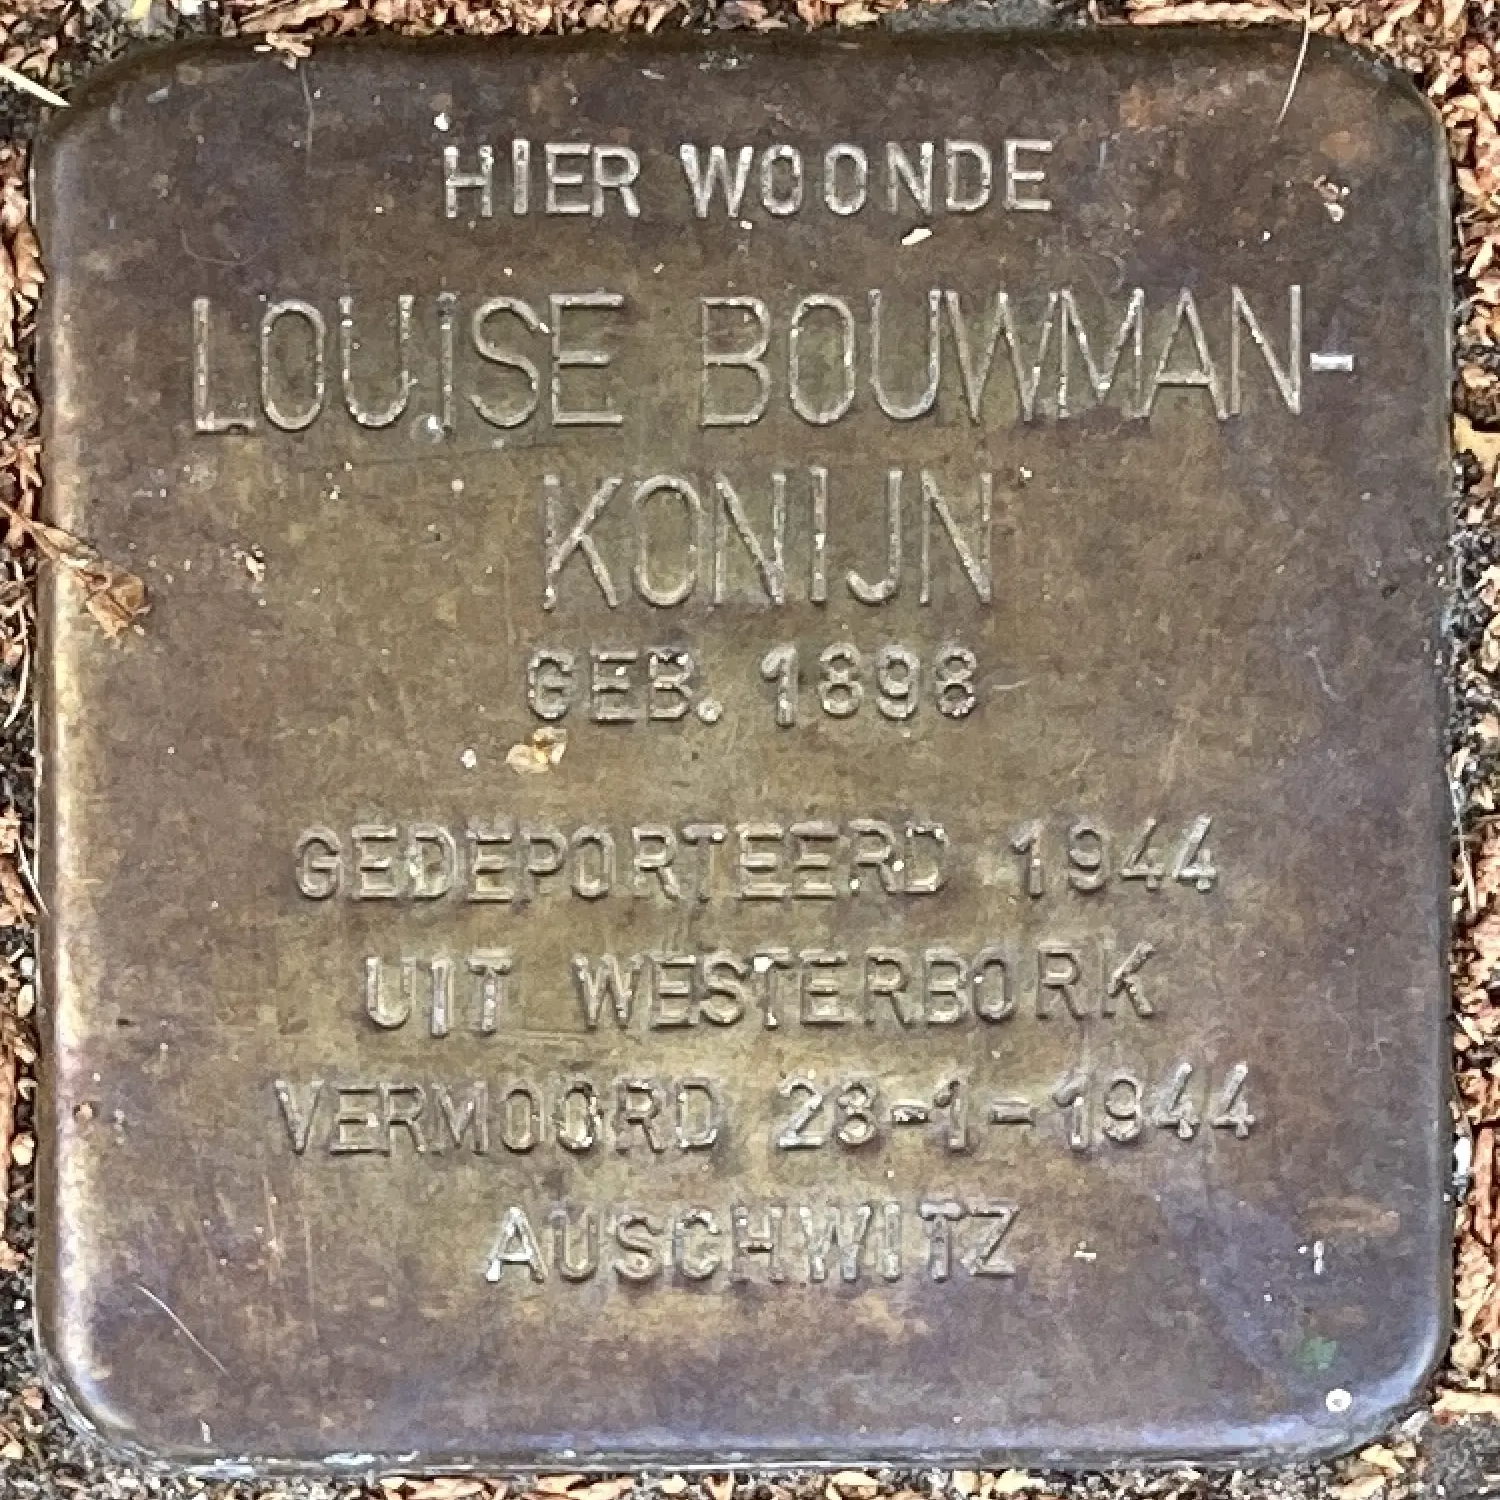 HIER WOONDE
LOUISE BOUWMAN-
KONIJN
GEB. 1898
GEDEPORTEERD 1944
UIT WESTERBORK
VERMOORD 28-1-1944
AUSCHWITZ